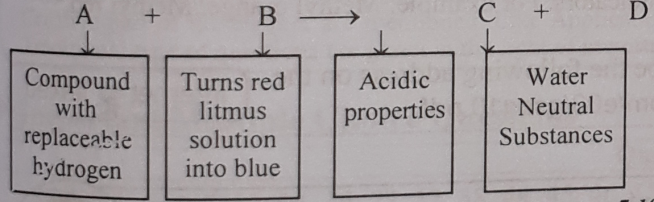 A + B → C + D
Compound with replaceable hydrogen
Turns red litmus solution into blue
Acidic properties
Water Neutral Substances